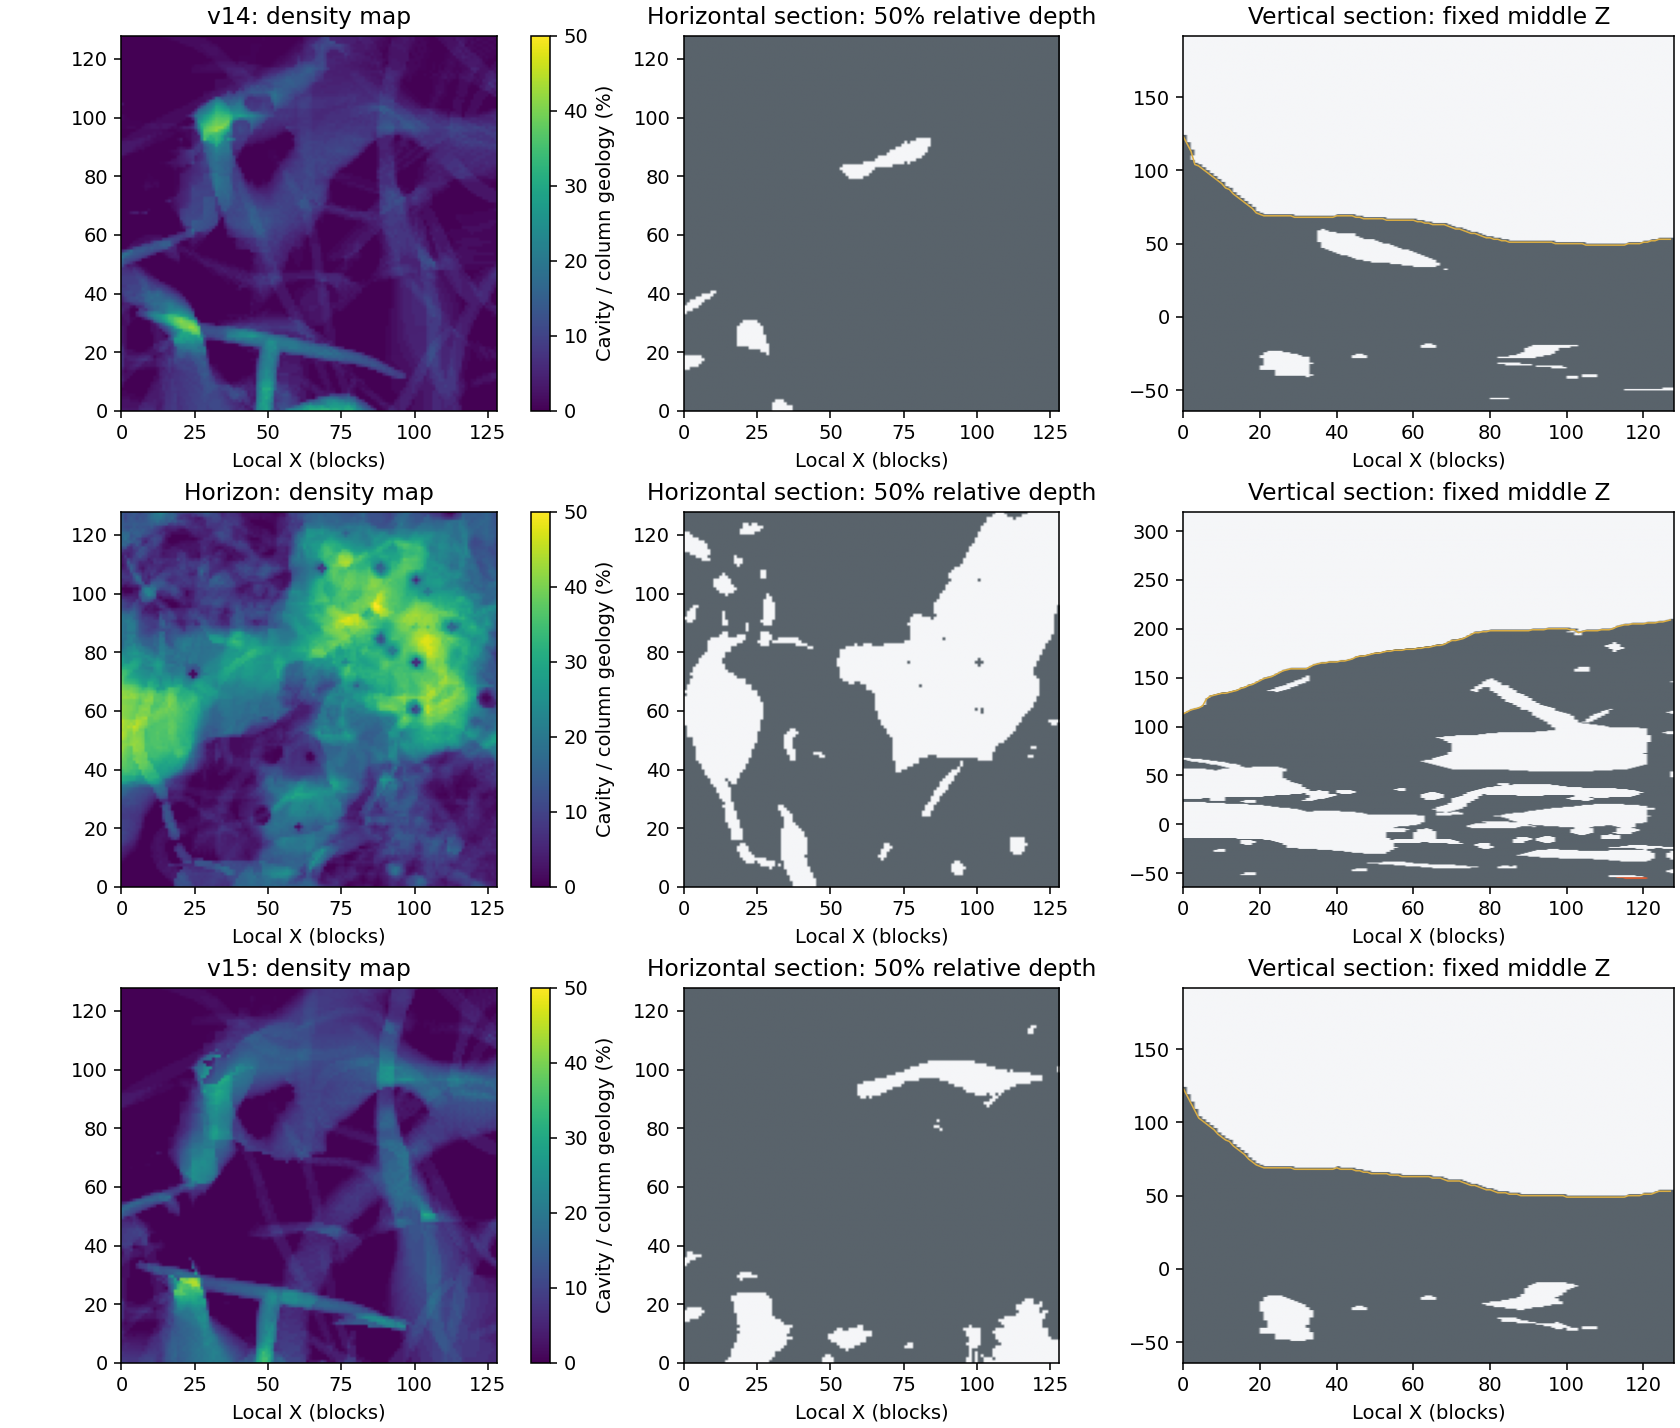 v14: density map
Horizontal section: 50% relative depth
Vertical section: fixed middle Z
120
100
80
60
40
20
0
0 25 50 75 100 125
Local X (blocks)
50
40
30
20
10
0
Cavity / column geology (%)
0 25 50 75 100 125
Local X (blocks)
120
100
80
60
40
20
0
150
100
50
0
−50
0 20 40 60 80 100 120
Local X (blocks)
Horizon: density map
Horizontal section: 50% relative depth
Vertical section: fixed middle Z
120
100
80
60
40
20
0
0 25 50 75 100 125
Local X (blocks)
50
40
30
20
10
0
Cavity / column geology (%)
120
100
80
60
40
20
0
0 25 50 75 100 125
Local X (blocks)
300
250
200
150
100
50
0
−50
0 20 40 60 80 100 120
Local X (blocks)
v15: density map
Horizontal section: 50% relative depth
Vertical section: fixed middle Z
120
100
80
60
40
20
0
0 25 50 75 100 125
Local X (blocks)
50
40
30
20
10
0
Cavity / column geology (%)
120
100
80
60
40
20
0
0 25 50 75 100 125
Local X (blocks)
150
100
50
0
−50
0 20 40 60 80 100 120
Local X (blocks)